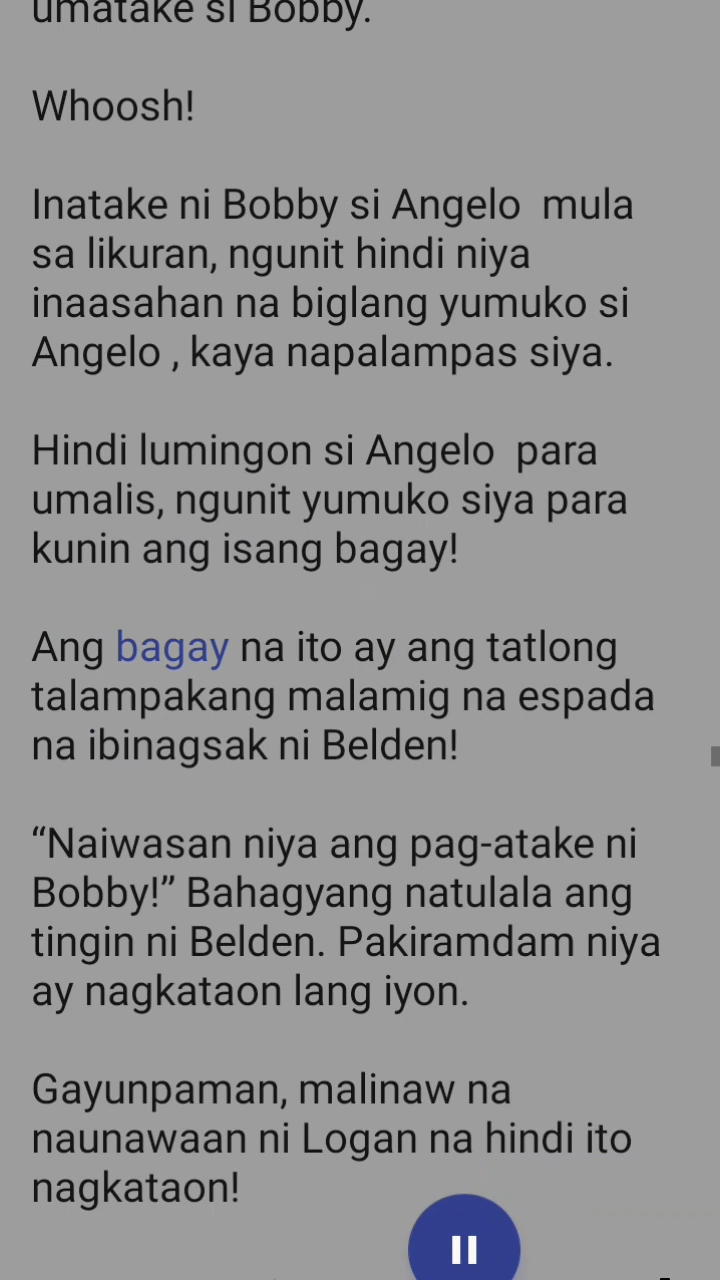 umatake si Bobby.
Whoosh!
Inatake ni Bobby si Angelo  mula
sa likuran, ngunit hindi niya
inaasahan na biglang yumuko si
Angelo , kaya napalampas siya.
Hindi lumingon si Angelo  para
umalis, ngunit yumuko siya para
kunin ang isang bagay!
Ang bagay na ito ay ang tatlong
talampakang malamig na espada
na ibinagsak ni Belden!
“Naiwasan niya ang pag-atake ni
Bobby!” Bahagyang natulala ang
tingin ni Belden. Pakiramdam niya
ay nagkataon lang iyon.
Gayunpaman, malinaw na
naunawaan ni Logan na hindi ito
nagkataon!